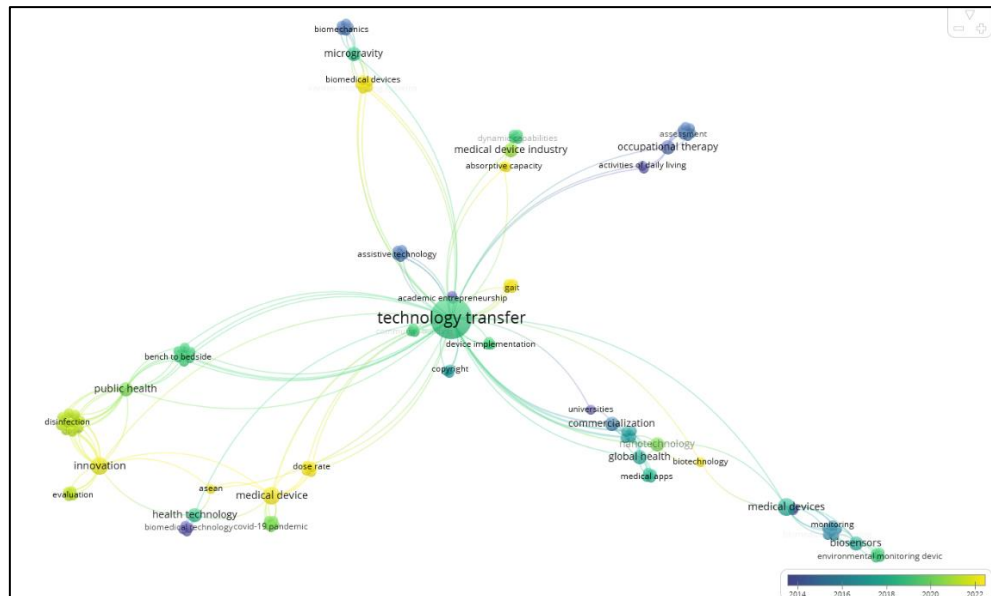 biomechanics
microgravity
biomedical devices
dynamic capabilities
medical device industry
absorptive capacity
assessment
occupational therapy
activities of daily living
assistive technology
academic entrepreneurship
gait
technology transfer
device implementation
copyright
bench to bedside
public health
disinfection
innovation
evaluation
asean
dose rate
medical device
health technology
biomedical technology
covid-19 pandemic
universities
commercialization
nanotechnology
global health
biotechnology
medical apps
medical devices
monitoring
biosensors
environmental monitoring devic
2014 2016 2018 2020 2022